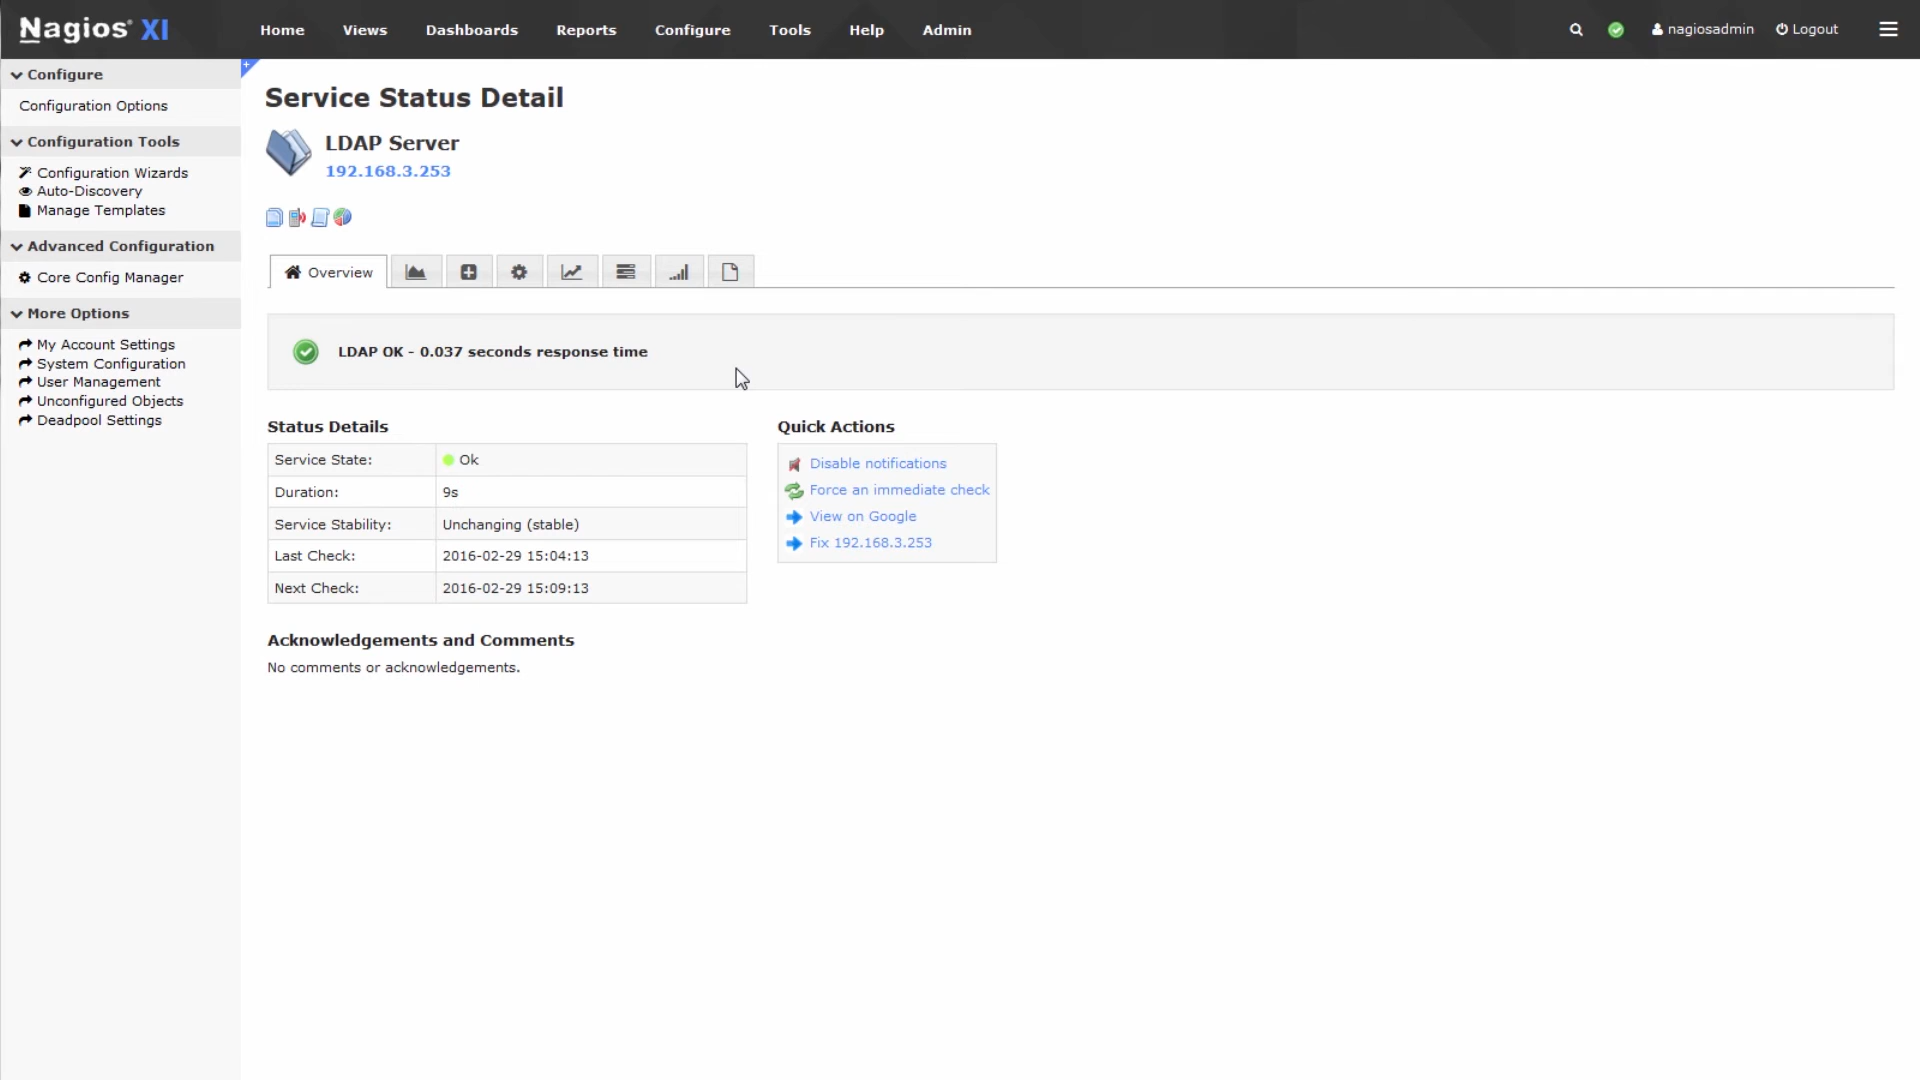 Nagios® XI
Home Views Dashboards Reports Configure Tools Help Admin
nagiosadmin Logout
Configure
Configuration Options
Configuration Tools
Configuration Wizards
Auto-Discovery
Manage Templates
Advanced Configuration
Core Config Manager
More Options
My Account Settings
System Configuration
User Management
Unconfigured Objects
Deadpool Settings
Service Status Detail
LDAP Server
192.168.3.253
Overview
LDAP OK - 0.037 seconds response time
Status Details
Service State: Ok
Duration: 9s
Service Stability: Unchanging (stable)
Last Check: 2016-02-29 15:04:13
Next Check: 2016-02-29 15:09:13
Quick Actions
Disable notifications
Force an immediate check
View on Google
Fix 192.168.3.253
Acknowledgements and Comments
No comments or acknowledgements.